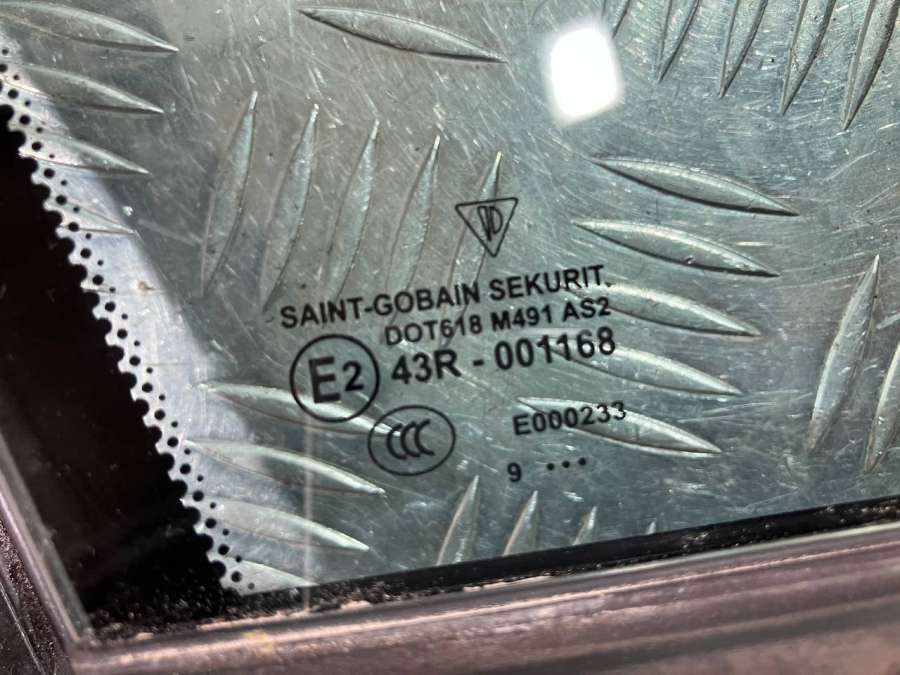 SAINT-GOBAIN SEKURIT.
DOT618 M491 AS2
E2 43R - 001168
CCC
E000233
9 •••